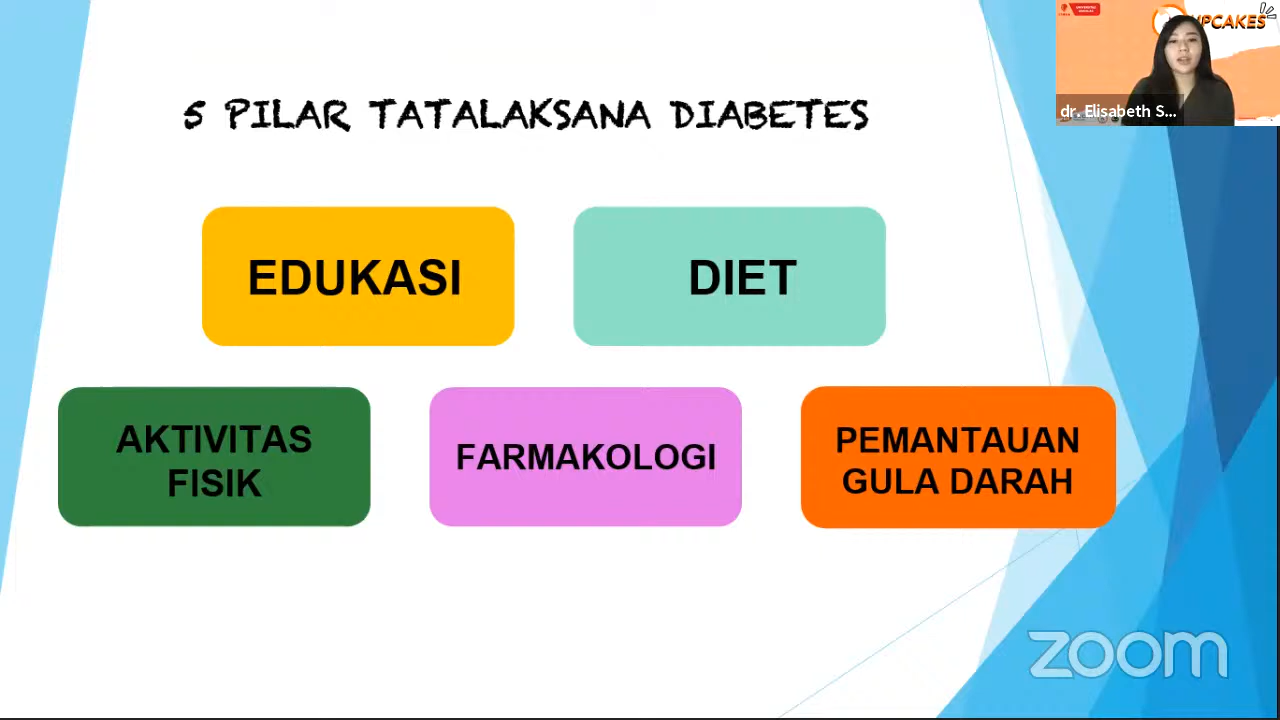 5 PILAR TATALAKSANA DIABETES
EDUKASI
DIET
AKTIVITAS
FISIK
FARMAKOLOGI
PEMANTAUAN
GULA DARAH
dr. Elisabeth S...
zoom